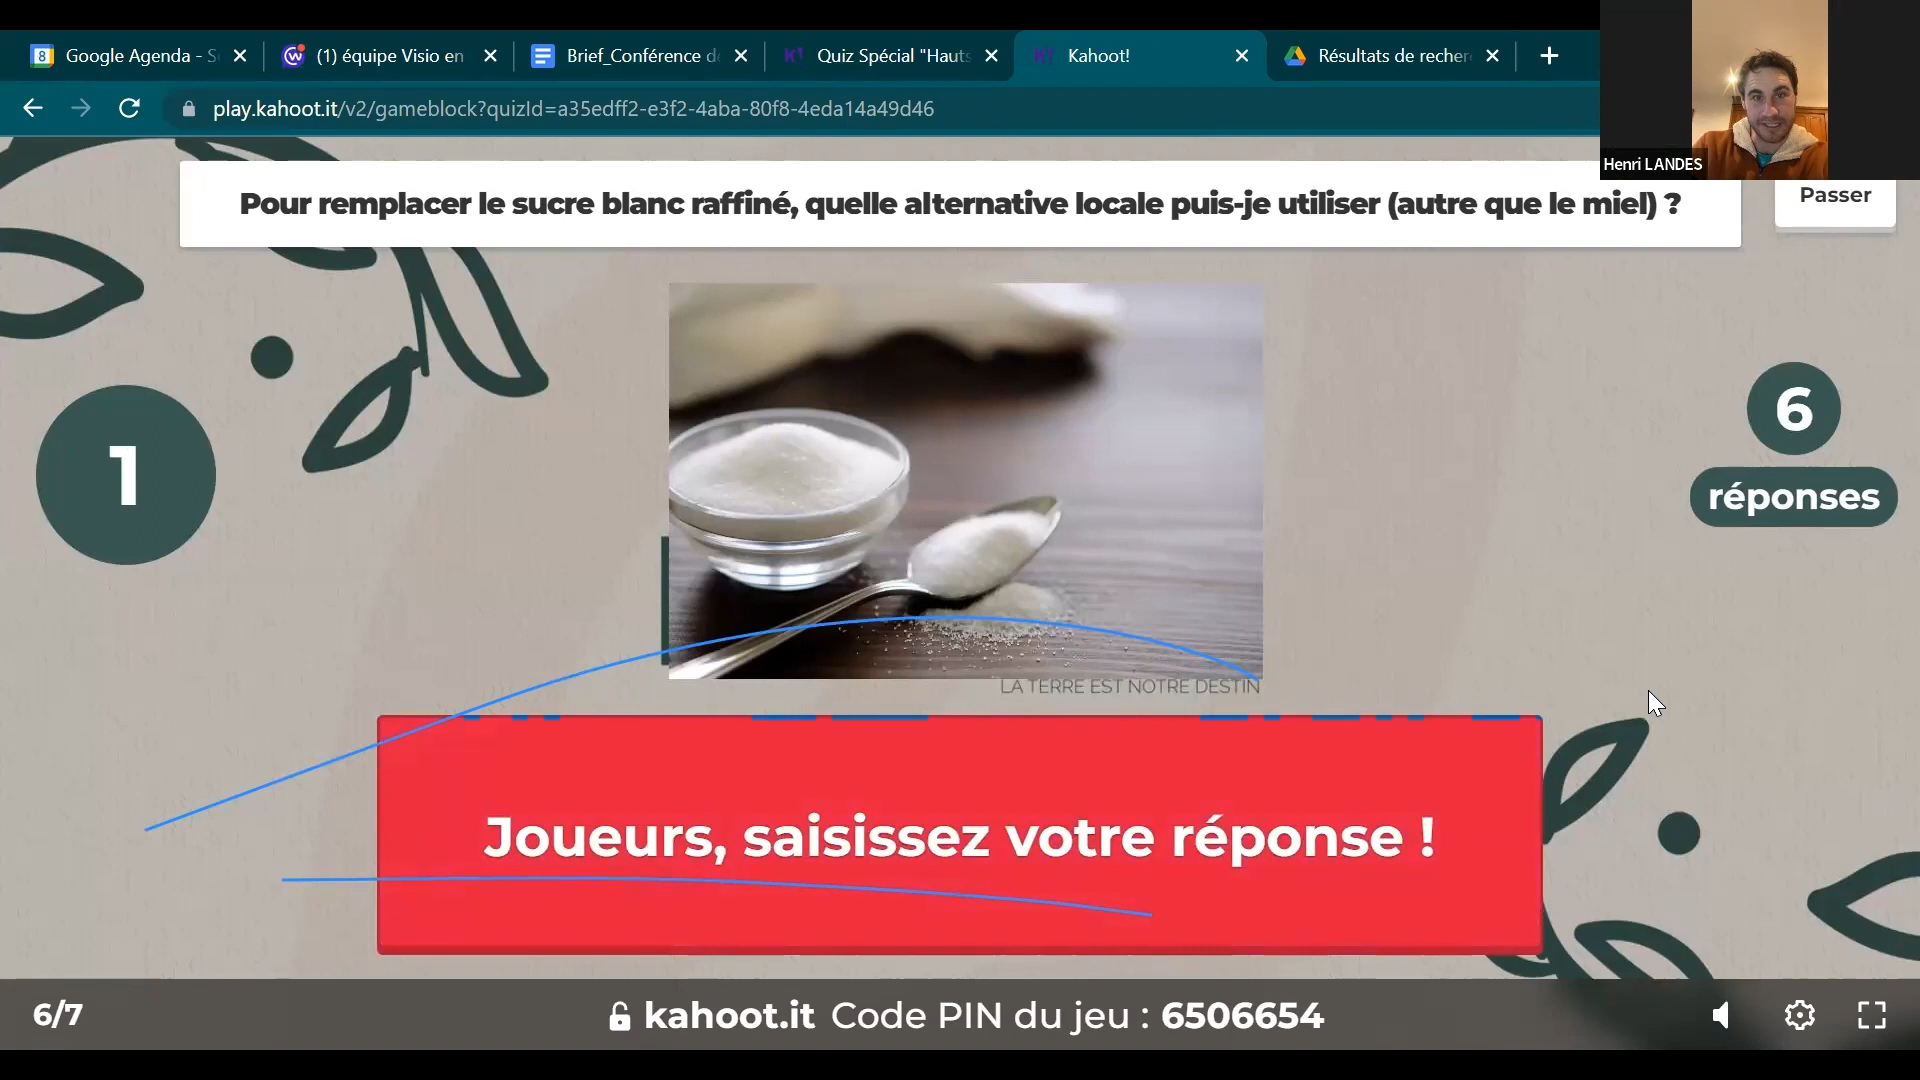 Google Agenda - S
(1) équipe Visio en
Brief_Conférence de
Quiz Spécial "Hauts
Kahoot!
Résultats de recher
play.kahoot.it/v2/gameblock?quizId=a35edff2-e3f2-4aba-80f8-4eda14a49d46
Henri LANDES
Pour remplacer le sucre blanc raffiné, quelle alternative locale puis-je utiliser (autre que le miel) ?
Passer
1
6
réponses
LA TERRE EST NOTRE DESTIN
Joueurs, saisissez votre réponse !
6/7
kahoot.it Code PIN du jeu : 6506654